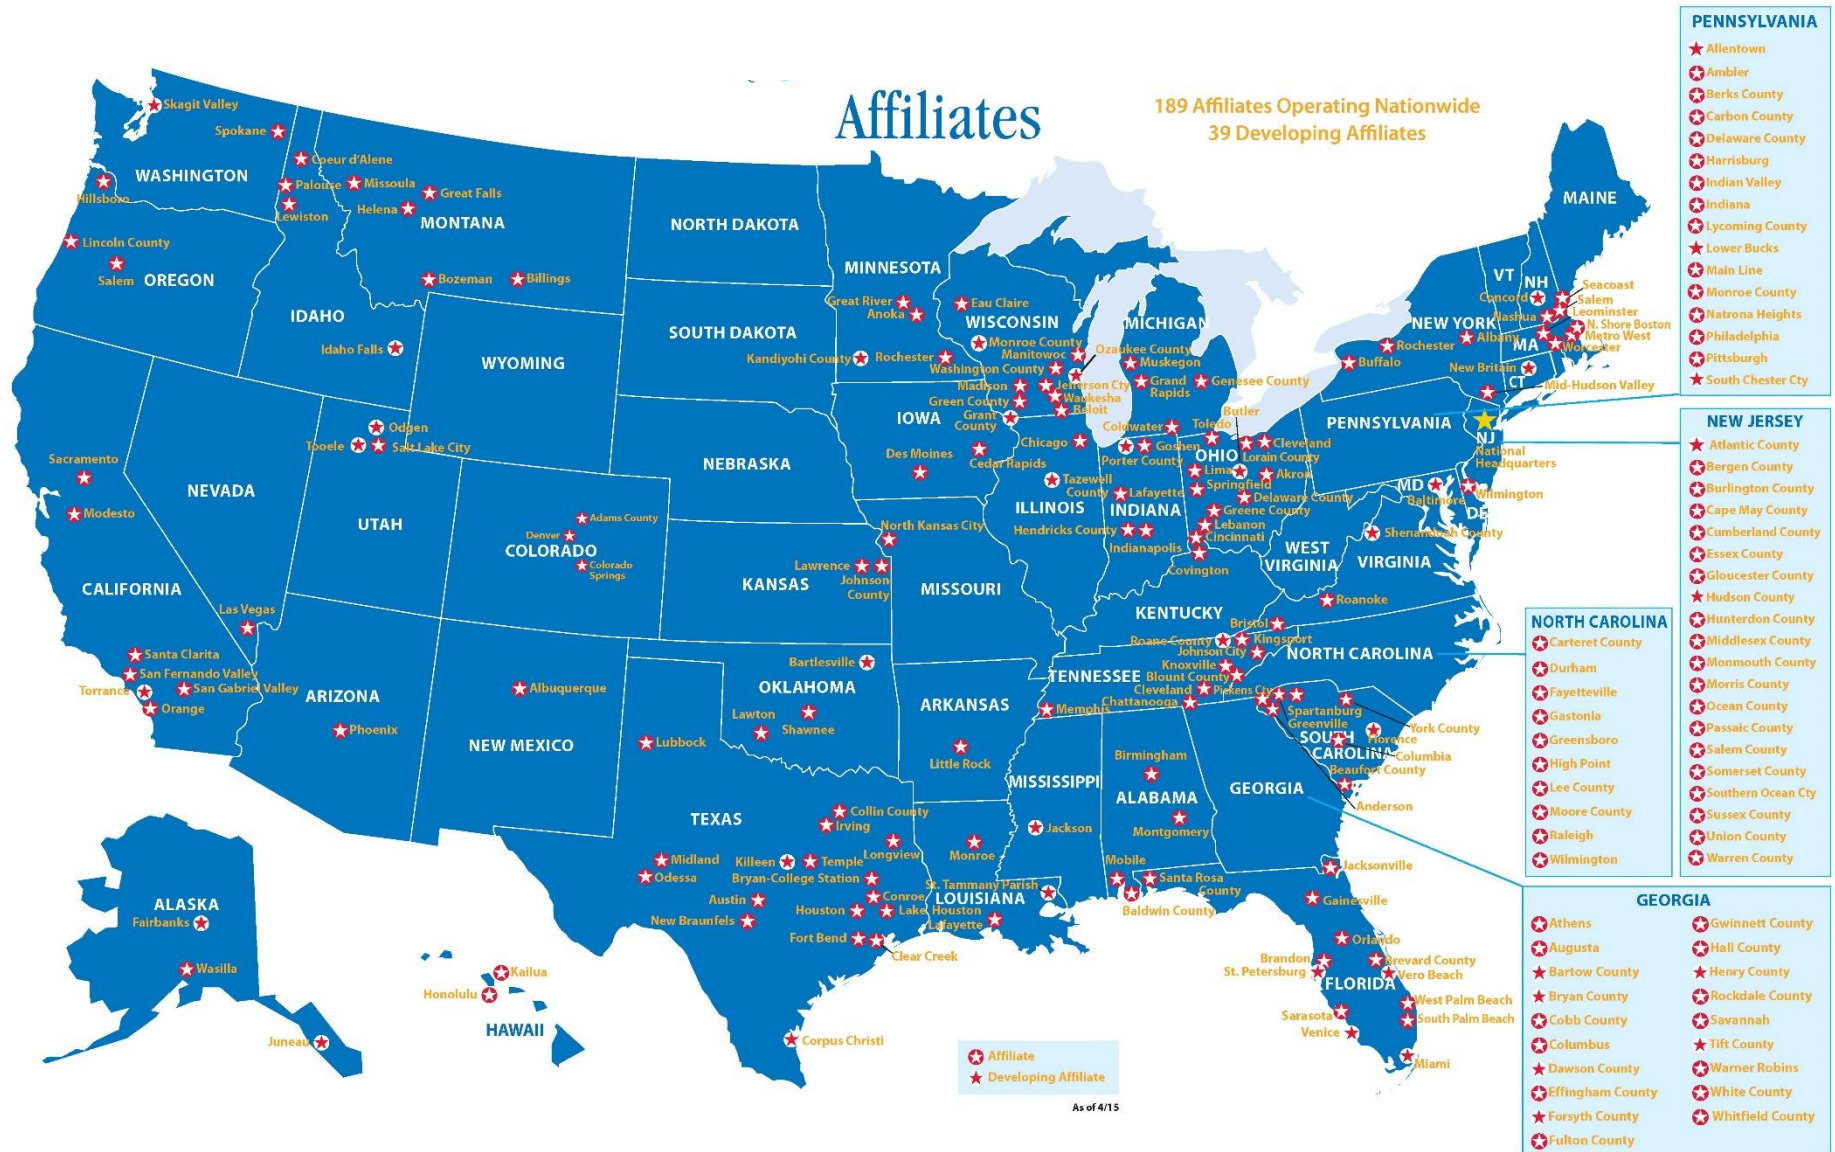 Affiliates
189 Affiliates Operating Nationwide
39 Developing Affiliates
Skagit Valley
Spokane
WASHINGTON
Hillsboro
Coeur d'Alene
Palouse
Lewiston
Missoula
Great Falls
Helena
MONTANA
Bozeman
Billings
Lincoln County
Salem
OREGON
IDAHO
Idaho Falls
WYOMING
NORTH DAKOTA
SOUTH DAKOTA
NEBRASKA
KANSAS
Lawrence
Johnson
County
North Kansas City
Odgen
Tooele
Salt Lake City
NEVADA
UTAH
Las Vegas
Sacramento
Modesto
CALIFORNIA
Santa Clarita
San Fernando Valley
Torrance
San Gabriel Valley
Orange
Adams County
Denver
COLORADO
Colorado
Springs
ARIZONA
Phoenix
Albuquerque
NEW MEXICO
Bartlesville
OKLAHOMA
Lawton
Shawnee
Lubbock
TEXAS
Collin County
Irving
Longview
Midland
Odessa
Killeen
Temple
Bryan-College Station
Austin
Conroe
Houston
Lake Houston
New Braunfels
Fort Bend
Clear Creek
Corpus Christi
MINNESOTA
Great River
Anoka
Kandiyohi County
Rochester
Eau Claire
WISCONSIN
Monroe County
Manitowoc
Ozaukee County
Washington County
Madison
Jefferson Cty
Waukesha
Green County
Beloit
Grant
County
IOWA
Des Moines
Cedar Rapids
Chicago
Tazewell
County
ILLINOIS
MICHIGAN
Muskegon
Grand
Rapids
Genesee County
Coldwater
Butler
Toledo
Goshen
Porter County
Lafayette
INDIANA
Hendricks County
Indianapolis
Cleveland
Lorain County
OHIO
Lima
Akron
Springfield
Delaware County
Greene County
Lebanon
Cincinnati
Covington
MISSOURI
KENTUCKY
WEST
VIRGINIA
VIRGINIA
Shenandoah County
Roanoke
Bristol
Roane County
Kingsport
Johnson City
Knoxville
Blount County
TENNESSEE
Cleveland
Pickens Cty
Chattanooga
Memphis
NORTH CAROLINA
Spartanburg
Greenville
York County
Florence
SOUTH
CAROLINA
Columbia
Beaufort County
Anderson
ARKANSAS
Little Rock
MISSISSIPPI
Jackson
Birmingham
ALABAMA
Montgomery
Mobile
Santa Rosa
County
Baldwin County
GEORGIA
Monroe
St. Tammany Parish
LOUISIANA
Lafayette
Jacksonville
Gainesville
Orlando
Brandon
St. Petersburg
Brevard County
Vero Beach
FLORIDA
West Palm Beach
South Palm Beach
Sarasota
Venice
Miami
MAINE
VT
NH
Concord
Seacoast
Salem
Nashua
Leominster
N. Shore Boston
Metro West
MA
Worcester
NEW YORK
Albany
Rochester
Buffalo
New Britain
CT
Mid-Hudson Valley
PENNSYLVANIA
NJ
National
Headquarters
MD
Baltimore
Wilmington
DE
ALASKA
Fairbanks
Wasilla
Juneau
Kailua
Honolulu
HAWAII
Affiliate
Developing Affiliate
As of 4/15
PENNSYLVANIA
Allentown
Ambler
Berks County
Carbon County
Delaware County
Harrisburg
Indian Valley
Indiana
Lycoming County
Lower Bucks
Main Line
Monroe County
Natrona Heights
Philadelphia
Pittsburgh
South Chester Cty
NEW JERSEY
Atlantic County
Bergen County
Burlington County
Cape May County
Cumberland County
Essex County
Gloucester County
Hudson County
Hunterdon County
Middlesex County
Monmouth County
Morris County
Ocean County
Passaic County
Salem County
Somerset County
Southern Ocean Cty
Sussex County
Union County
Warren County
NORTH CAROLINA
Carteret County
Durham
Fayetteville
Gastonia
Greensboro
High Point
Lee County
Moore County
Raleigh
Wilmington
GEORGIA
Athens
Augusta
Bartow County
Bryan County
Cobb County
Columbus
Dawson County
Effingham County
Forsyth County
Fulton County
Gwinnett County
Hall County
Henry County
Rockdale County
Savannah
Tift County
Warner Robins
White County
Whitfield County